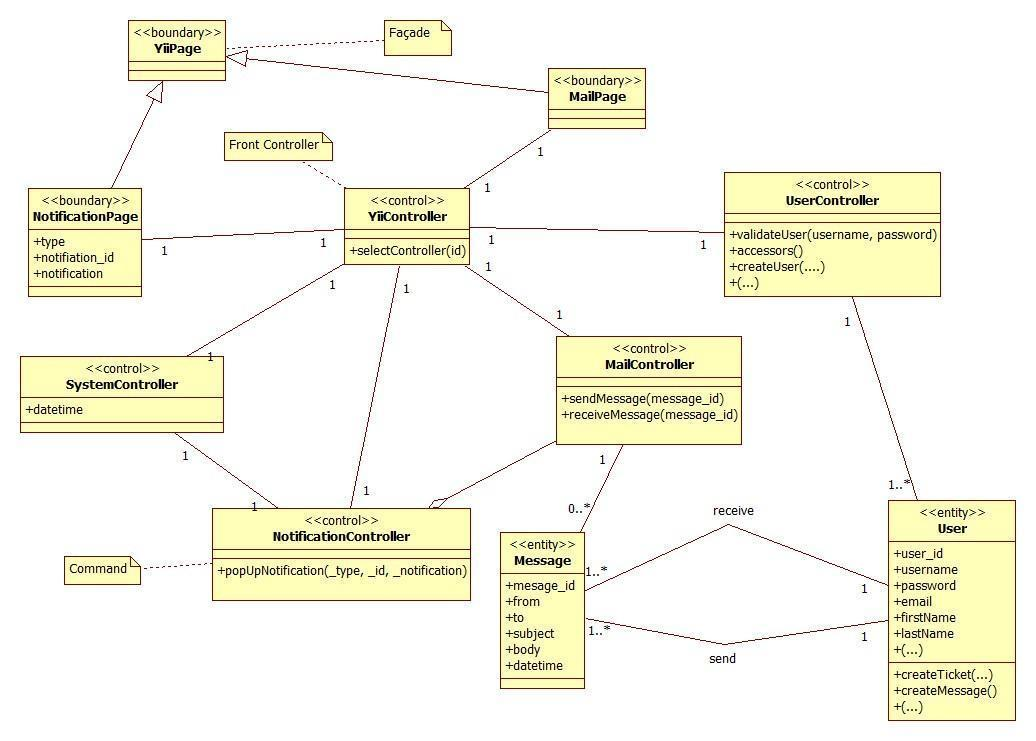 <<boundary>>
YiiPage
Façade
<<boundary>>
MailPage
Front Controller
1
1
<<boundary>>
NotificationPage
+type
+notifiation_id
+notification
<<control>>
YiiController
+selectController(id)
<<control>>
UserController
+validateUser(username, password)
+accessors()
+createUser(....)
+(...)
1
1
1
1
1
1
1
1
1
1
<<control>>
SystemController
+datetime
<<control>>
MailController
+sendMessage(message_id)
+receiveMessage(message_id)
1
1
1
1
0..*
1
1..*
<<control>>
NotificationController
+popUpNotification(_type, _id, _notification)
Command
<<entity>>
Message
+mesage_id
+from
+to
+subject
+body
+datetime
receive
1..*
1
1..*
1
send
<<entity>>
User
+user_id
+username
+password
+email
+firstName
+lastName
+(...)
+createTicket(...)
+createMessage()
+(...)